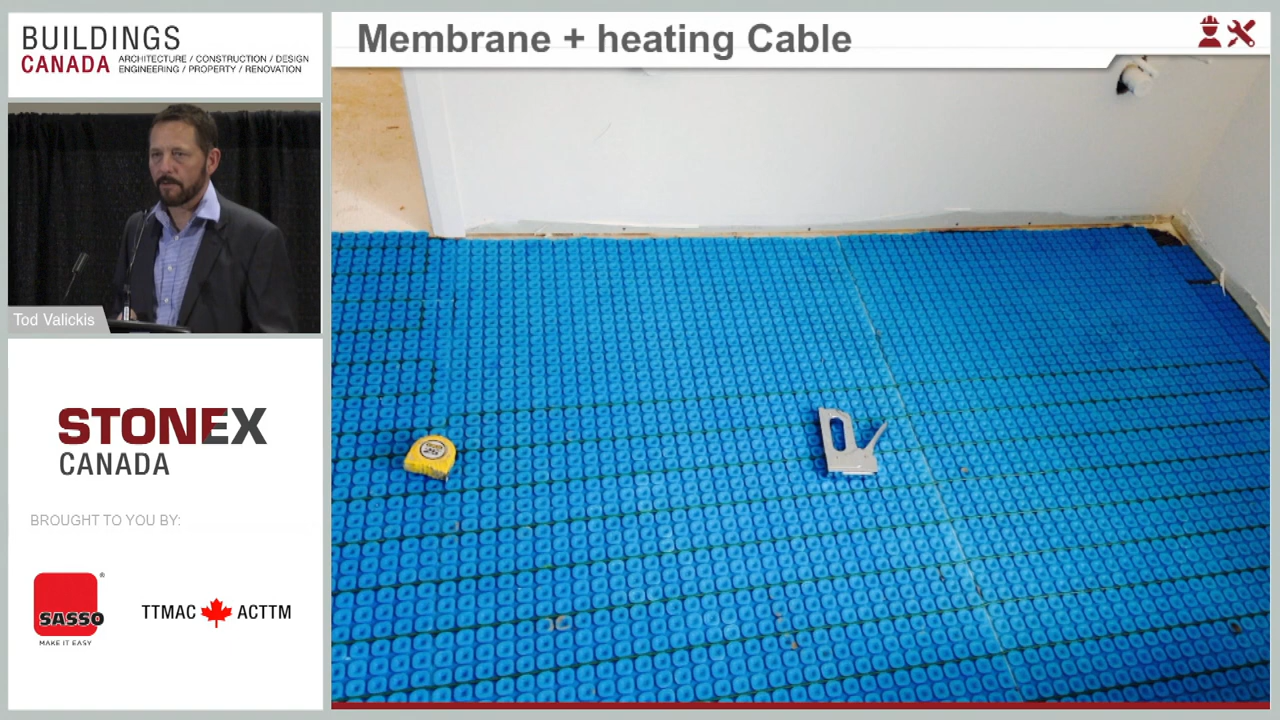 BUILDINGS
CANADA
ARCHITECTURE / CONSTRUCTION / DESIGN
ENGINEERING / PROPERTY / RENOVATION
Membrane + heating Cable
Tod Valickis
STONEX
CANADA
BROUGHT TO YOU BY:
SASSO
®
MAKE IT EASY
TTMAC ACTTM